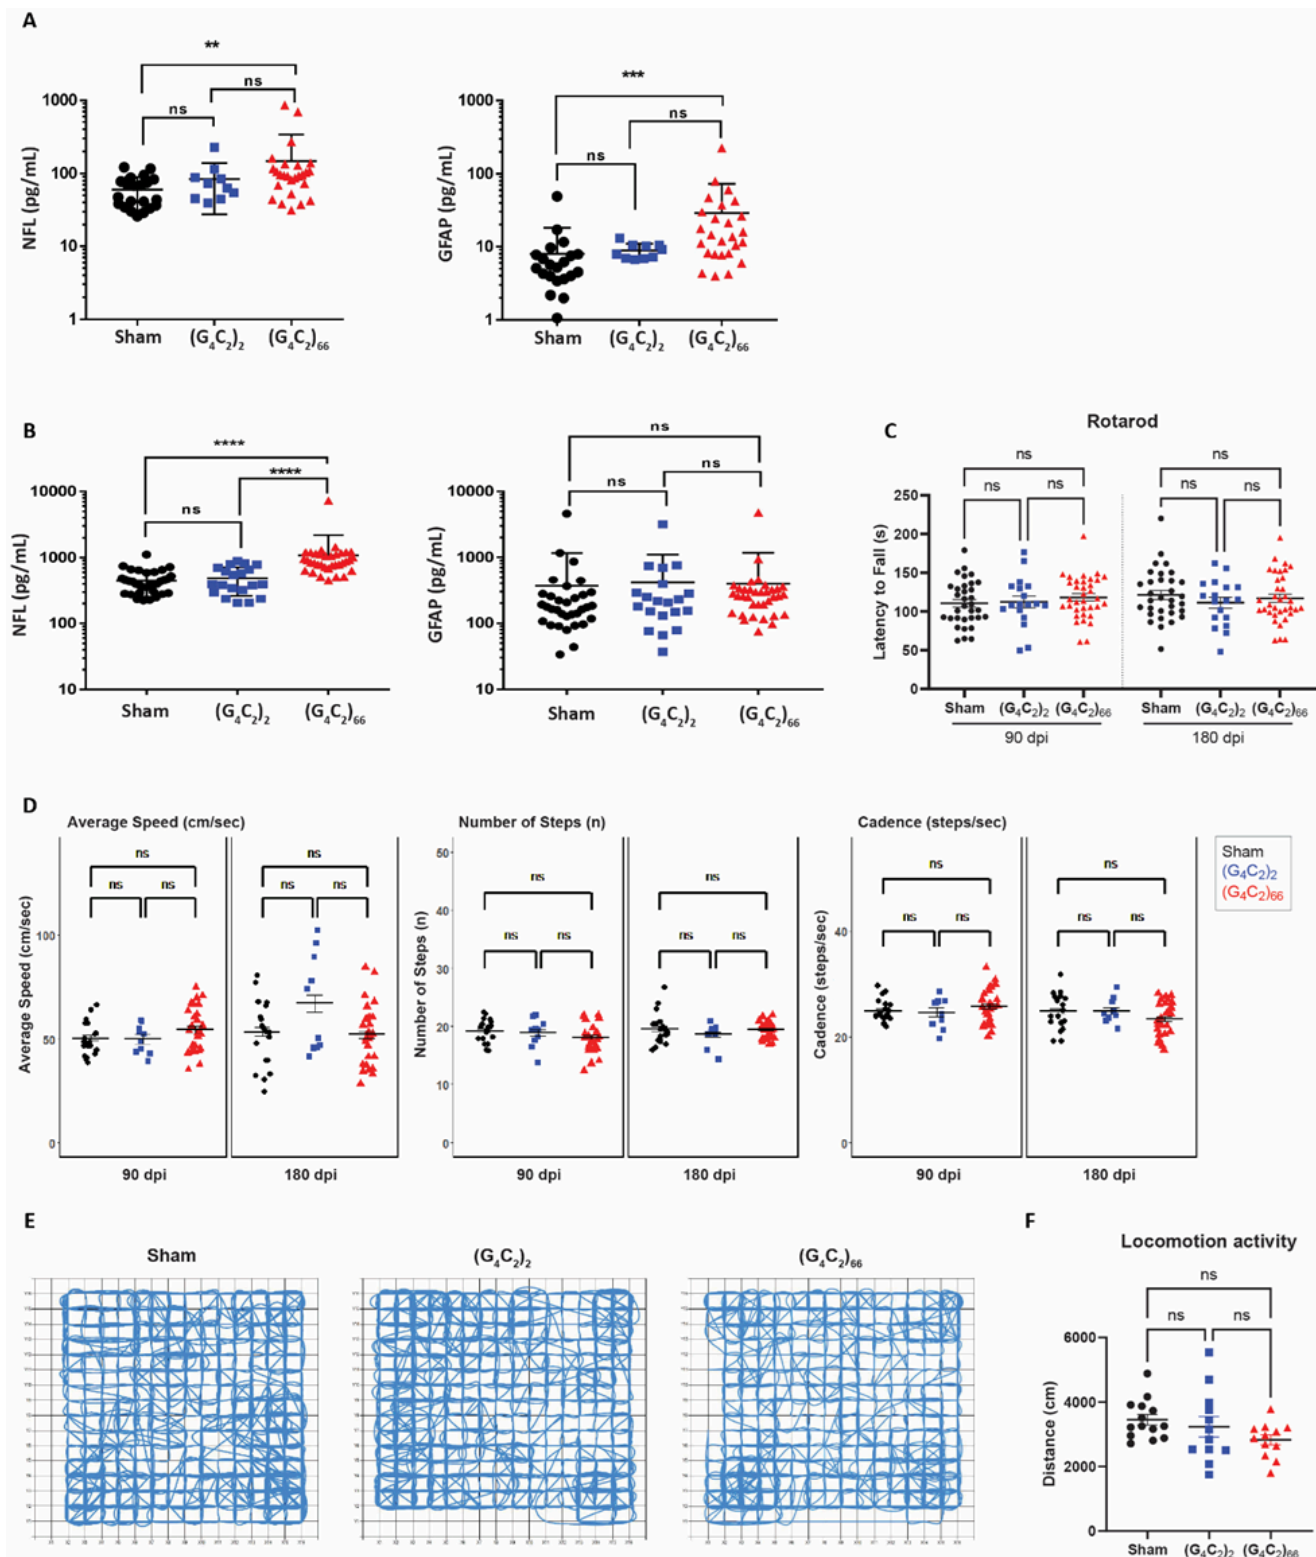 A
**
ns
ns
1000
100
10
1
NFL (pg/mL)
Sham
(G4C2)2
(G4C2)66
***
ns
ns
1000
100
10
1
GFAP (pg/mL)
Sham
(G4C2)2
(G4C2)66
B
****
****
ns
10000
1000
100
10
NFL (pg/mL)
Sham
(G4C2)2
(G4C2)66
ns
ns
ns
10000
1000
100
10
GFAP (pg/mL)
Sham
(G4C2)2
(G4C2)66
C
Rotarod
ns
ns
ns
ns
ns
ns
250
200
150
100
50
0
Latency to Fall (s)
Sham
(G4C2)2
(G4C2)66
Sham
(G4C2)2
(G4C2)66
90 dpi
180 dpi
D
Average Speed (cm/sec)
ns
ns
ns
ns
ns
ns
100
50
0
Average Speed (cm/sec)
90 dpi
180 dpi
Number of Steps (n)
ns
ns
ns
ns
ns
ns
50
40
30
20
10
0
Number of Steps (n)
90 dpi
180 dpi
Cadence (steps/sec)
ns
ns
ns
ns
ns
ns
40
20
0
Cadence (steps/sec)
90 dpi
180 dpi
Sham
(G4C2)2
(G4C2)66
E
Sham
(G4C2)2
(G4C2)66
F
Locomotion activity
ns
ns
ns
6000
4000
2000
0
Distance (cm)
Sham
(G4C2)2
(G4C2)66